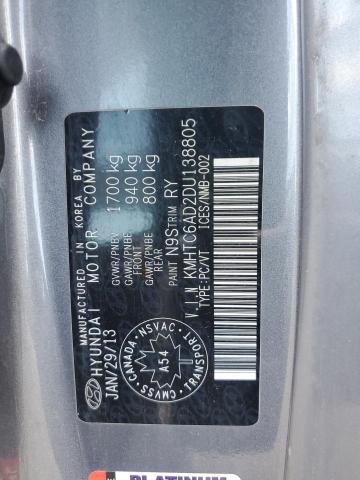 MANUFACTURED IN KOREA BY
HYUNDAI MOTOR COMPANY
JAN/29/13
GVWR/PNBV 1700 kg
GAWR/PNBE FRONT 940 kg
GAWR/PNBE REAR 800 kg
PAINT N9S TRIM RY
V.I.N KMHTC6AD2DU138805
TYPE:PC/VT ICES/NMB-002
CANADA NSVAC TRANSPORT CMVSS
A54
PLATINUM